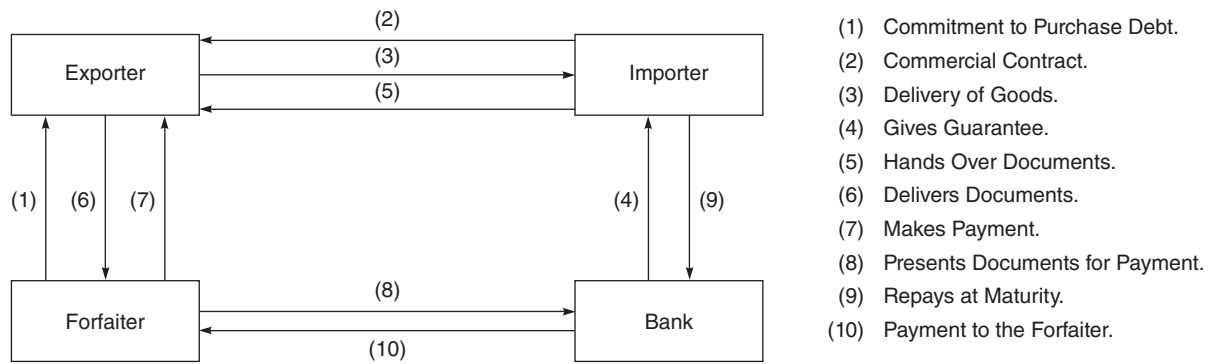 (2)
Exporter
(3)
Importer
(5)
(1)
(6)
(7)
(4)
(9)
Forfaiter
(8)
Bank
(10)
(1) Commitment to Purchase Debt.
(2) Commercial Contract.
(3) Delivery of Goods.
(4) Gives Guarantee.
(5) Hands Over Documents.
(6) Delivers Documents.
(7) Makes Payment.
(8) Presents Documents for Payment.
(9) Repays at Maturity.
(10) Payment to the Forfaiter.